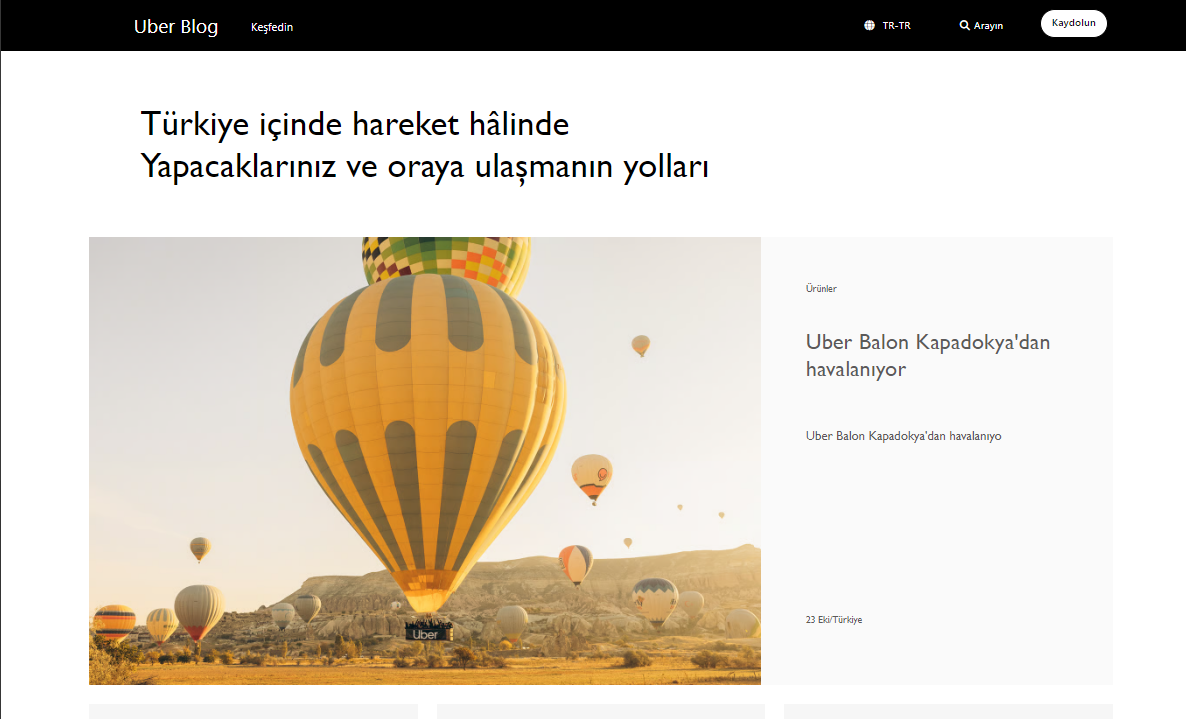 Uber Blog
Keşfedin
TR-TR
Arayın
Kaydolun
Türkiye içinde hareket hâlinde
Yapacaklarınız ve oraya ulaşmanın yolları
Ürünler
Uber Balon Kapadokya'dan
havalanıyor
Uber Balon Kapadokya'dan havalanıyo
23 Eki/Türkiye
Uber